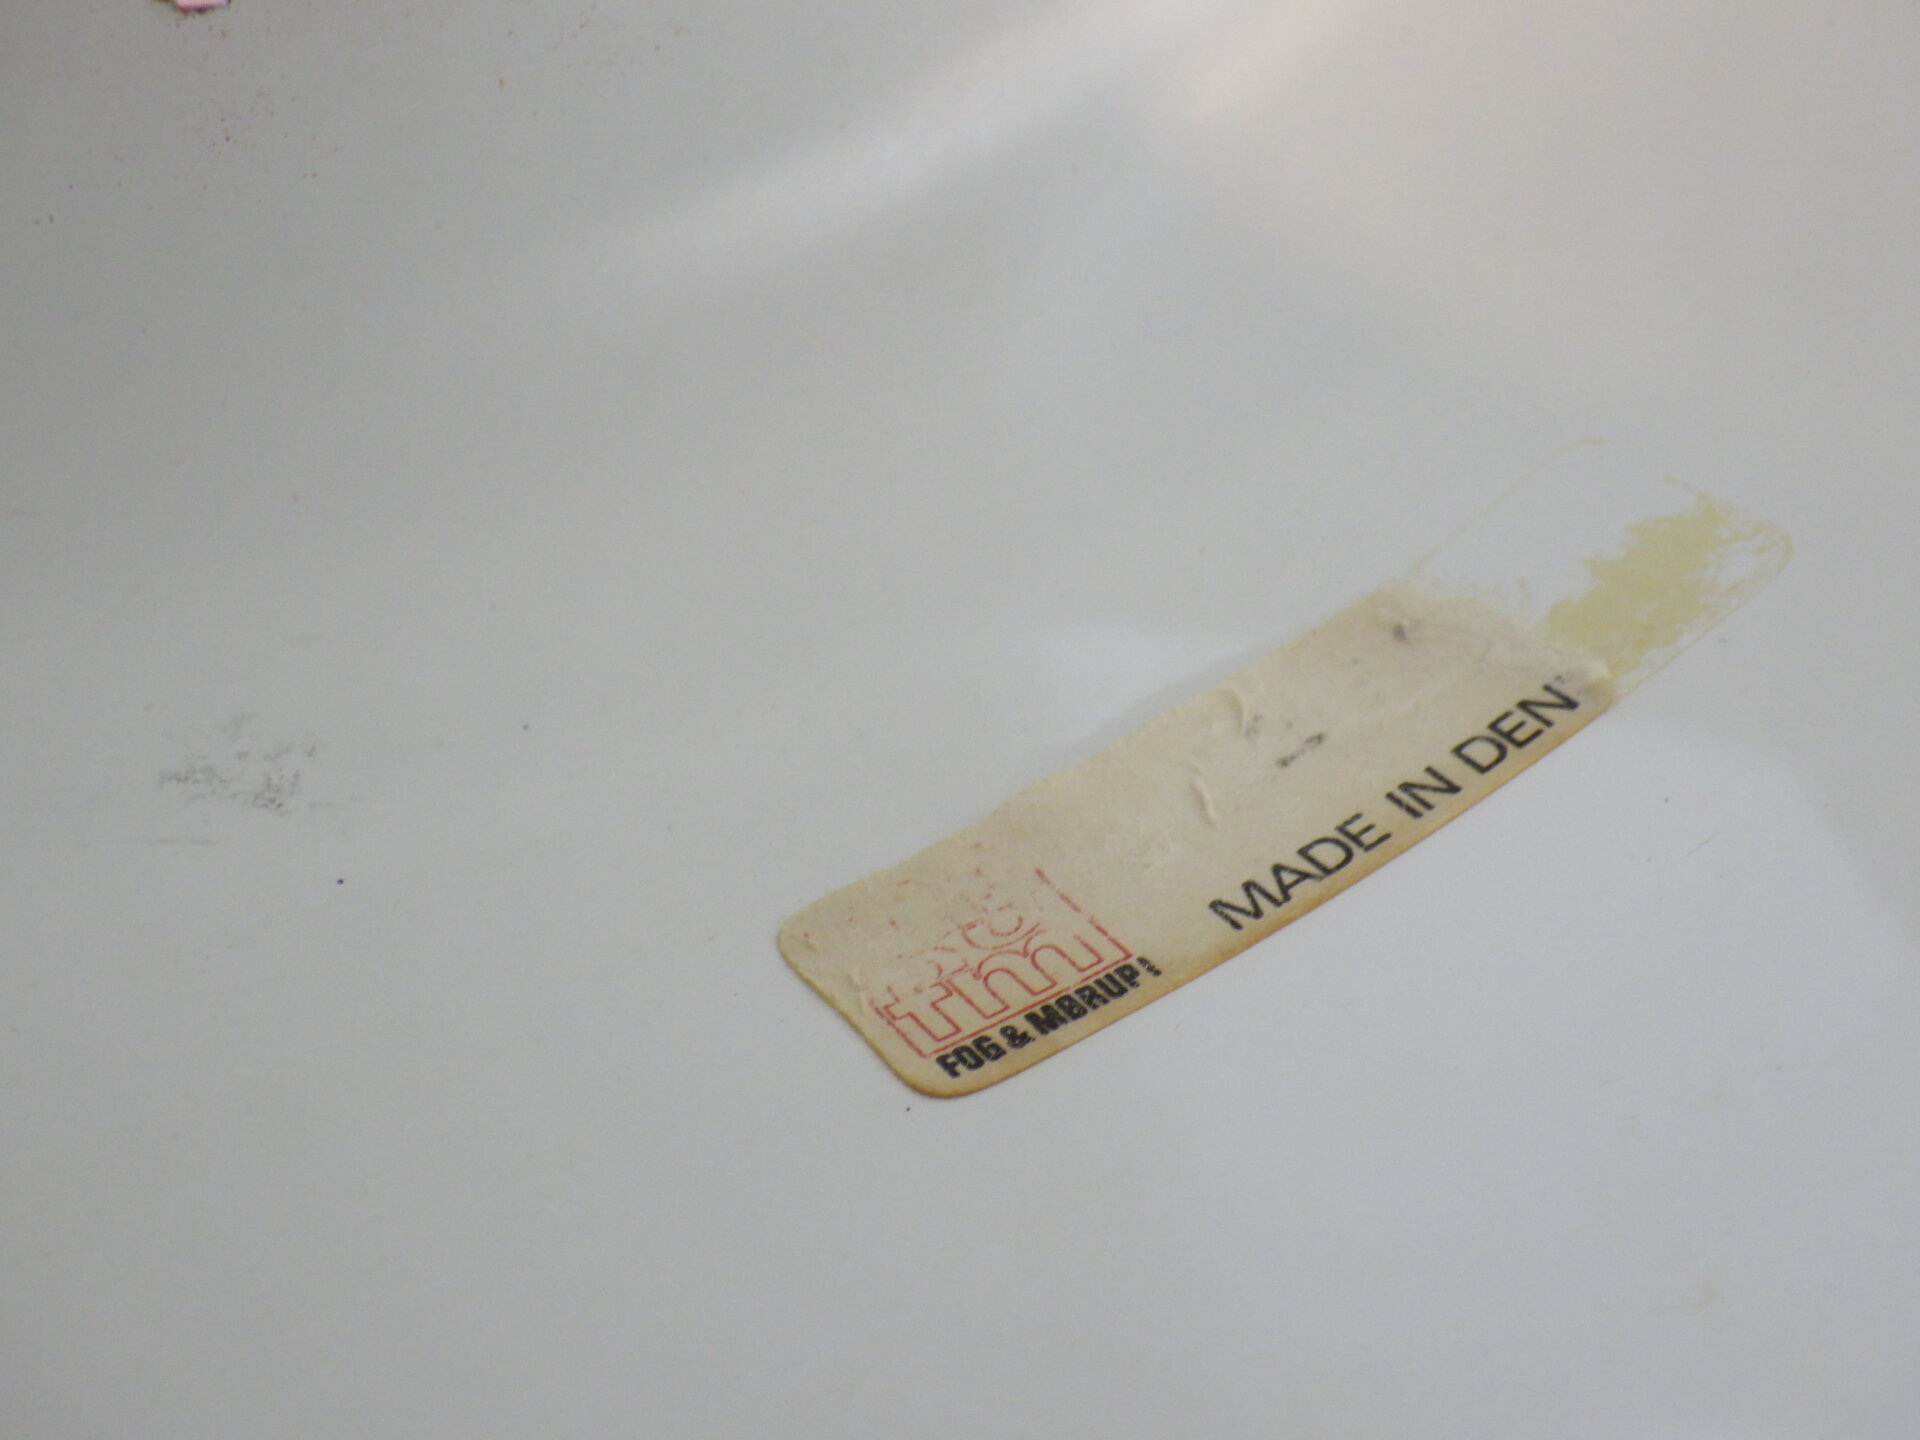 fm
FOG & MØRUP
MADE IN DEN